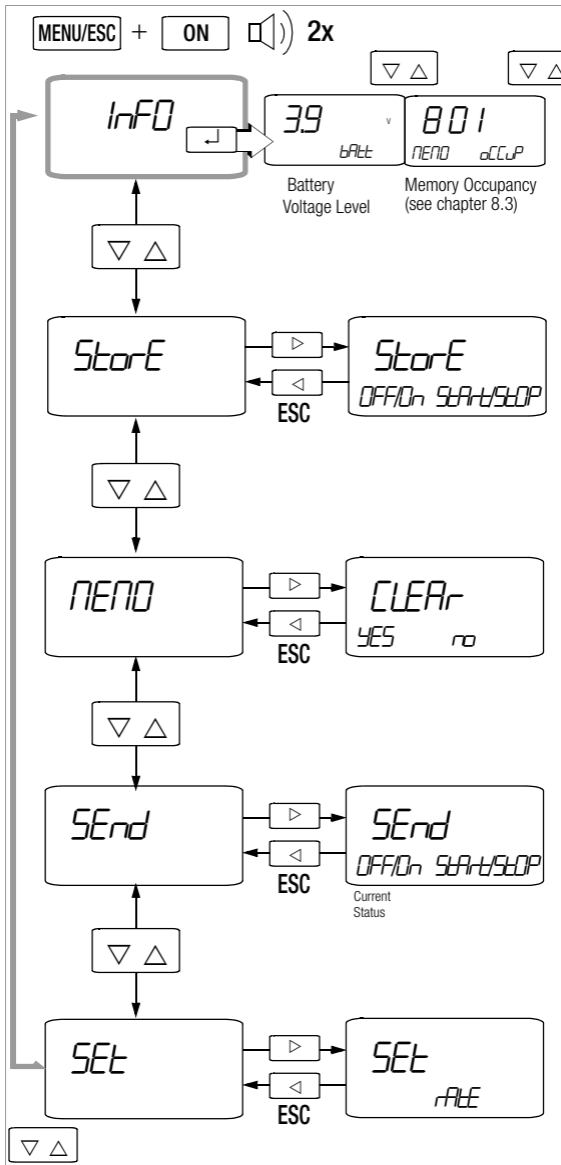 MENU/ESC + ON 2x
▽ △ ▽ △
InFO
↵
3.9 V
bAtt
801
MEMO oCCuP
Battery
Voltage Level
Memory Occupancy
(see chapter 8.3)
▽ △
StorE
▷
◁
ESC
StorE
OFF/On StArt/StOP
▽ △
MEMO
▷
◁
ESC
CLEAr
YES no
▽ △
SEnd
▷
◁
ESC
SEnd
OFF/On StArt/StOP
Current
Status
▽ △
SEt
▷
◁
ESC
SEt
rAtE
▽ △